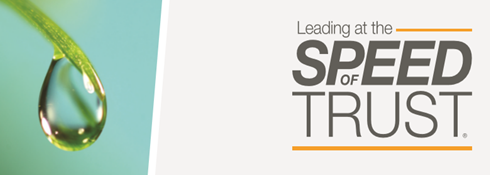 Leading at the
SPEED
OF
TRUST®